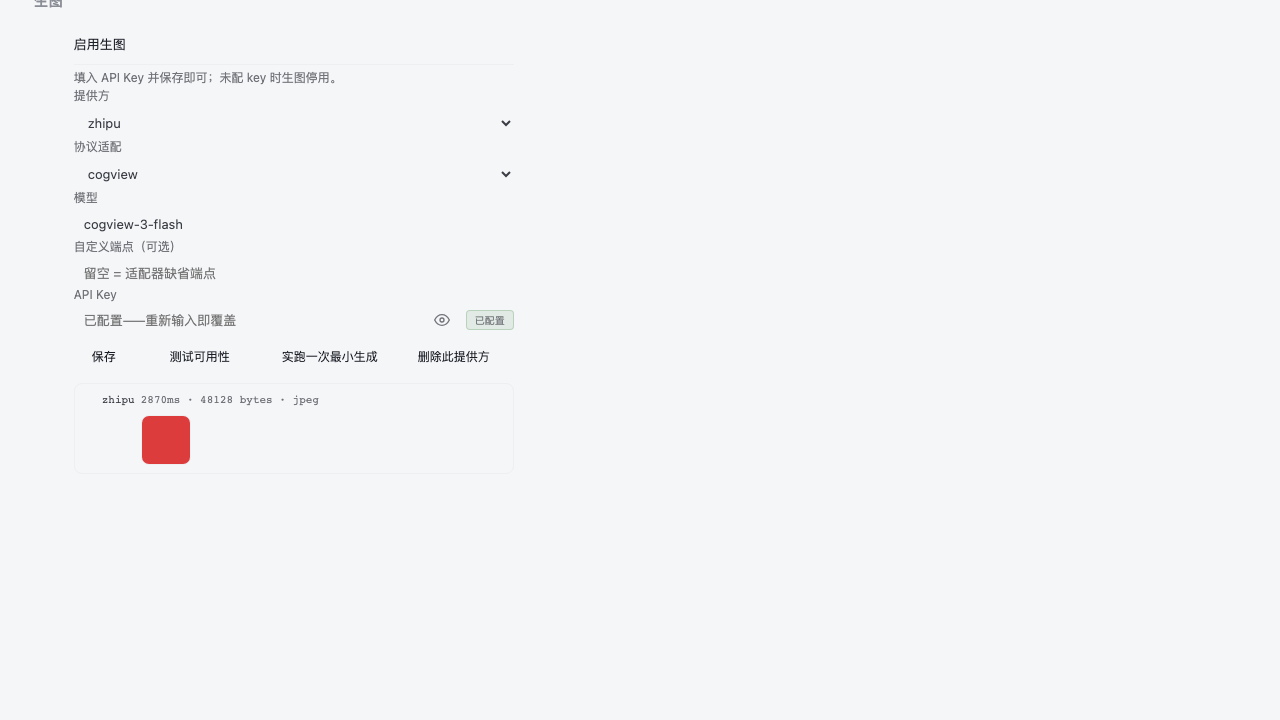 生图
启用生图
填入 API Key 并保存即可；未配 key 时生图停用。
提供方
zhipu
协议适配
cogview
模型
cogview-3-flash
自定义端点（可选）
留空 = 适配器缺省端点
API Key
已配置——重新输入即覆盖 已配置
保存 测试可用性 实跑一次最小生成 删除此提供方
zhipu 2870ms · 48128 bytes · jpeg